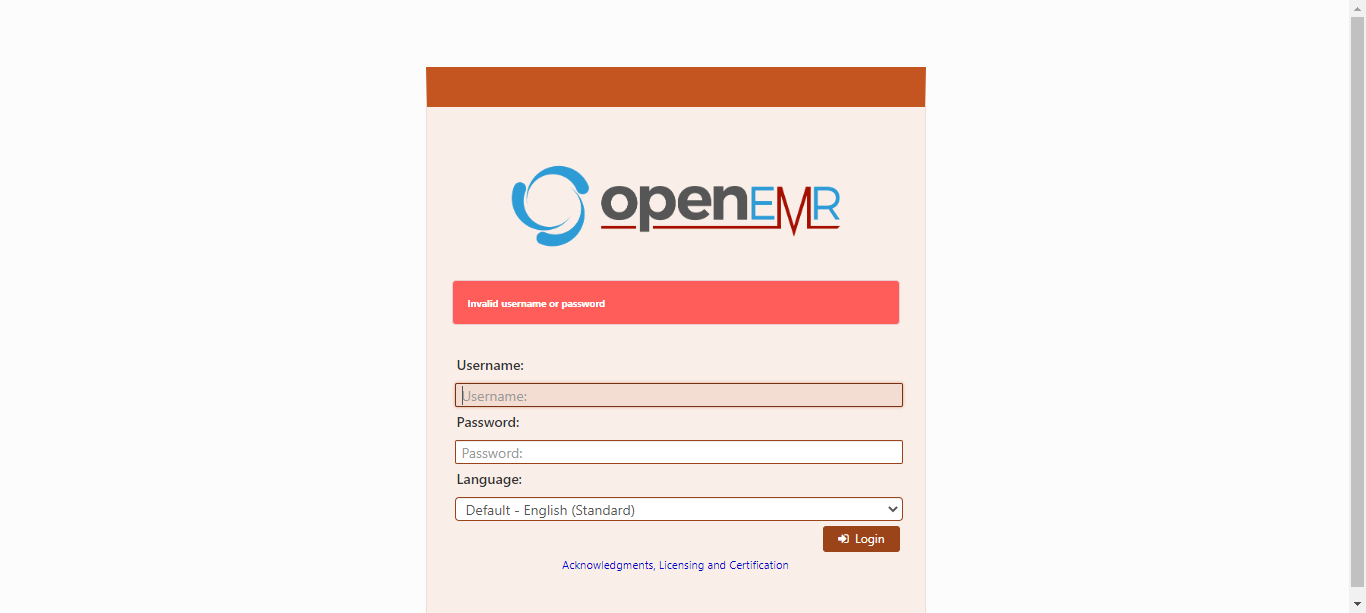 openEMR
Invalid username or password
Username:
Username:
Password:
Password:
Language:
Default - English (Standard)
Login
Acknowledgments, Licensing and Certification